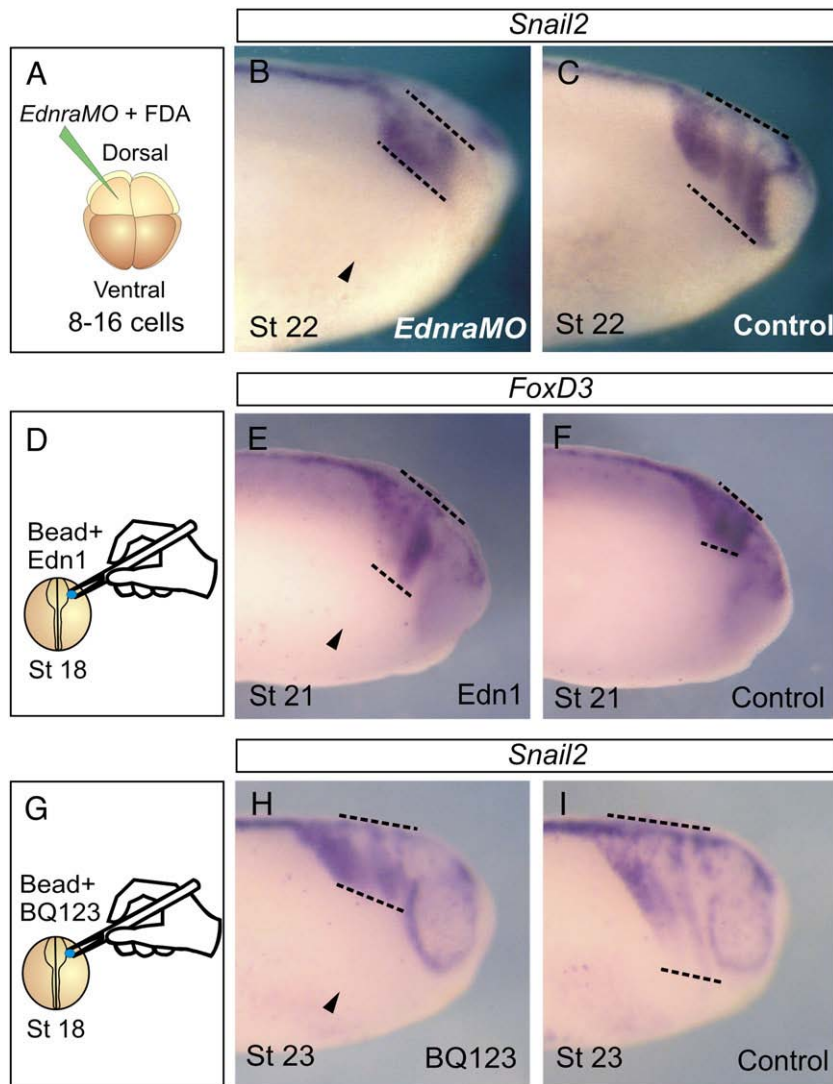 Snail2
A
EdnraMO + FDA
Dorsal
Ventral
8-16 cells
B
St 22
EdnraMO
C
St 22
Control
FoxD3
D
Bead+
Edn1
St 18
E
St 21
Edn1
F
St 21
Control
Snail2
G
Bead+
BQ123
St 18
H
St 23
BQ123
I
St 23
Control